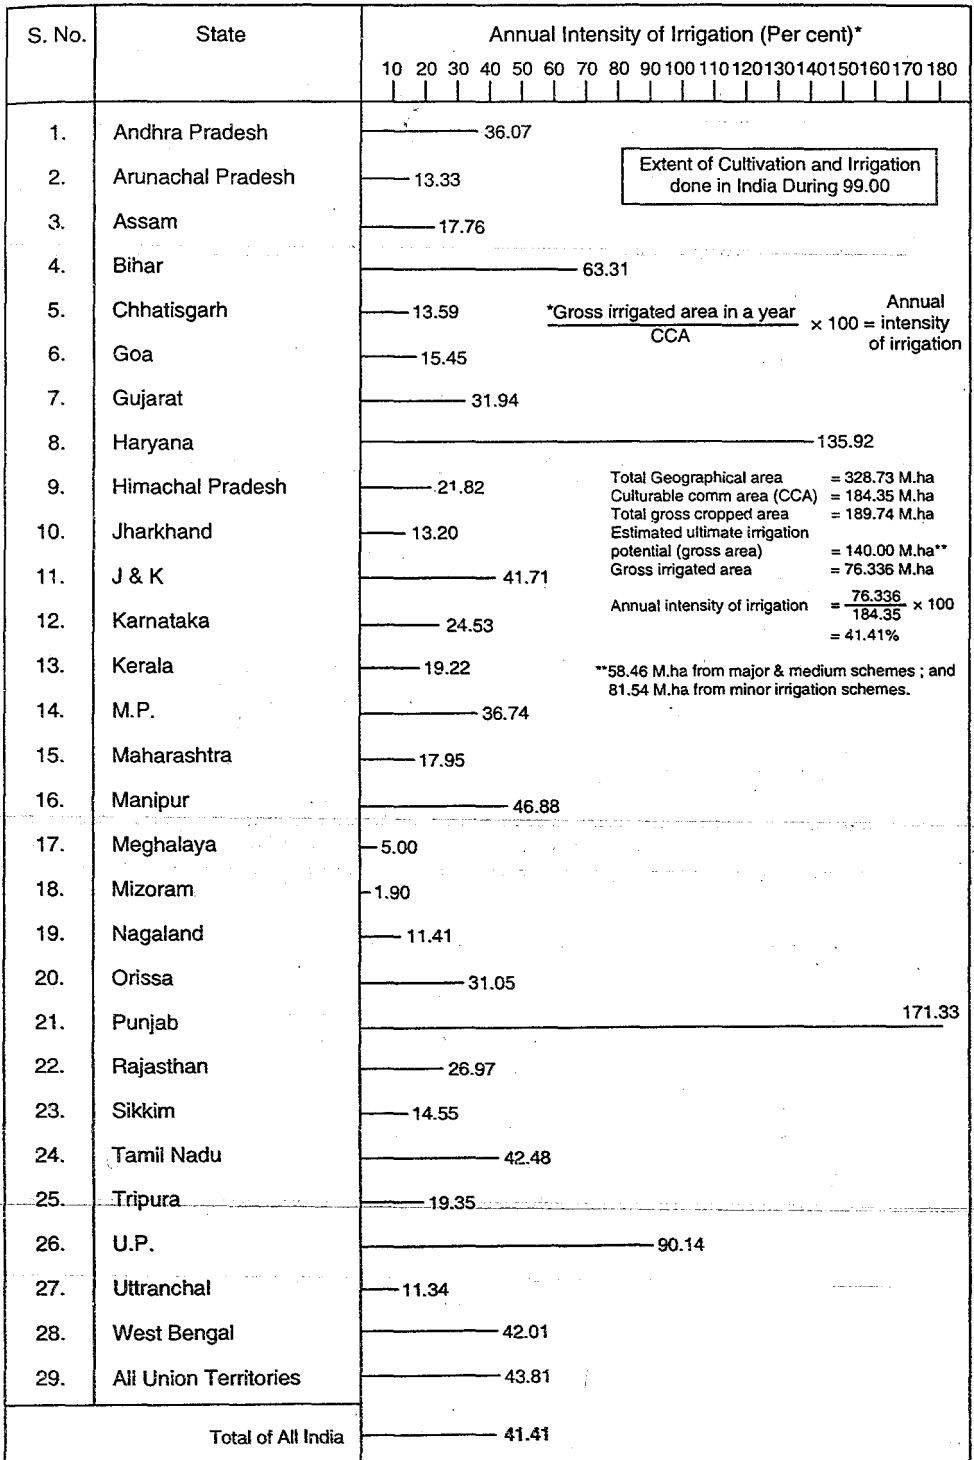 S. No. State Annual Intensity of Irrigation (Per cent)*
10 20 30 40 50 60 70 80 90 100 110 120 130 140 150 160 170 180
1. Andhra Pradesh 36.07
Extent of Cultivation and Irrigation
done in India During 99.00
2. Arunachal Pradesh 13.33
3. Assam 17.76
4. Bihar 63.31
5. Chhatisgarh 13.59
*Gross irrigated area in a year / CCA × 100 = Annual intensity of irrigation
6. Goa 15.45
7. Gujarat 31.94
8. Haryana 135.92
Total Geographical area = 328.73 M.ha
9. Himachal Pradesh 21.82
Culturable comm area (CCA) = 184.35 M.ha
Total gross cropped area = 189.74 M.ha
10. Jharkhand 13.20
Estimated ultimate irrigation
potential (gross area) = 140.00 M.ha**
Gross irrigated area = 76.336 M.ha
11. J & K 41.71
Annual intensity of irrigation = 76.336 / 184.35 × 100
12. Karnataka 24.53
= 41.41%
13. Kerala 19.22
**58.46 M.ha from major & medium schemes ; and
81.54 M.ha from minor irrigation schemes.
14. M.P. 36.74
15. Maharashtra 17.95
16. Manipur 46.88
17. Meghalaya 5.00
18. Mizoram 1.90
19. Nagaland 11.41
20. Orissa 31.05
21. Punjab 171.33
22. Rajasthan 26.97
23. Sikkim 14.55
24. Tamil Nadu 42.48
25. Tripura 19.35
26. U.P. 90.14
27. Uttranchal 11.34
28. West Bengal 42.01
29. All Union Territories 43.81
Total of All India 41.41